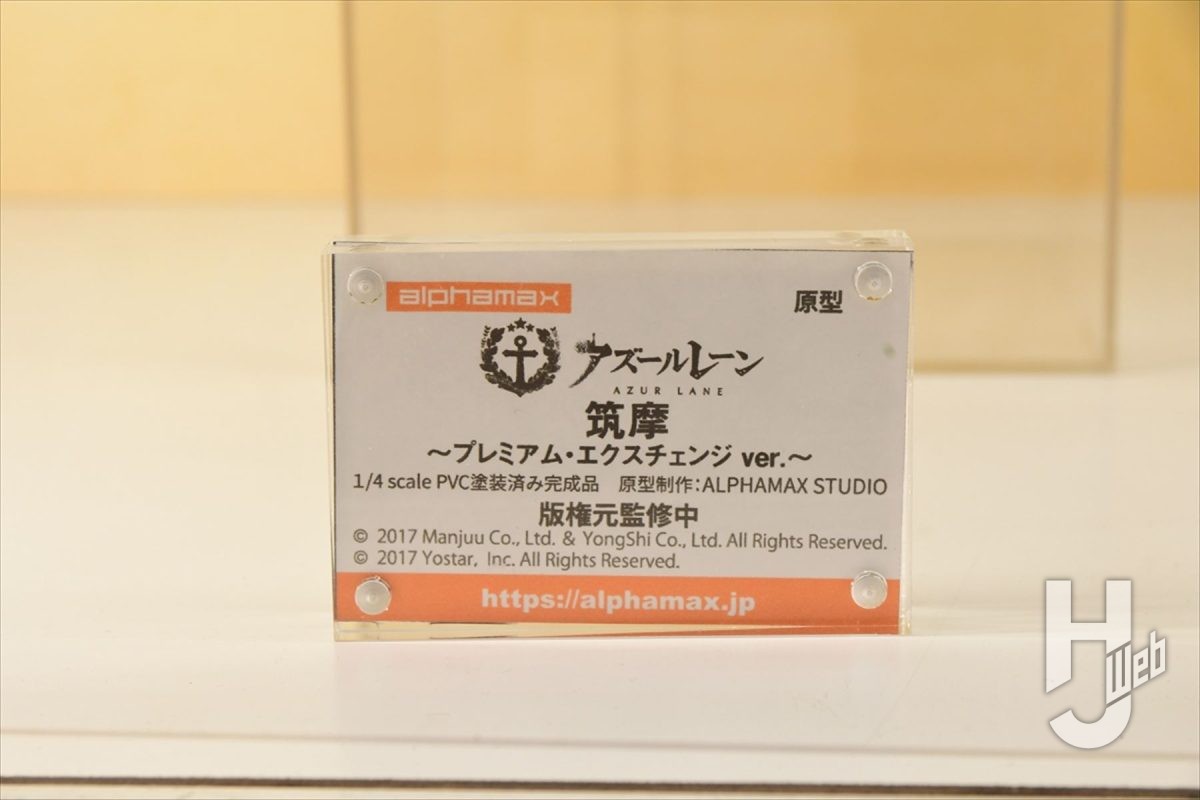 alphamax
原型
アズールレーン
AZUR LANE
筑摩
～プレミアム・エクスチェンジ ver.～
1/4 scale PVC塗装済み完成品　原型制作：ALPHAMAX STUDIO
版権元監修中
© 2017 Manjuu Co., Ltd. & YongShi Co., Ltd. All Rights Reserved.
© 2017 Yostar, Inc. All Rights Reserved.
https://alphamax.jp
HJ Web